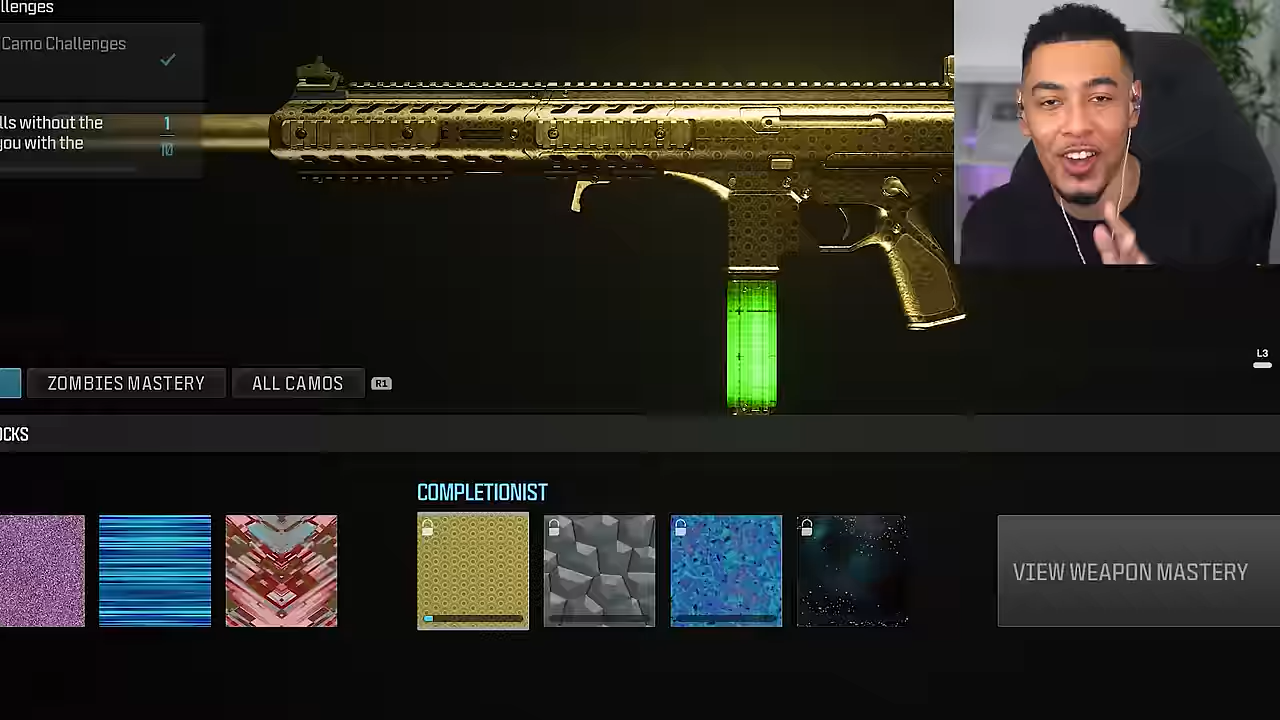 llenges
Camo Challenges
lls without the
you with the
1
10
L3
ZOMBIES MASTERY
ALL CAMOS
R1
OCKS
COMPLETIONIST
VIEW WEAPON MASTERY